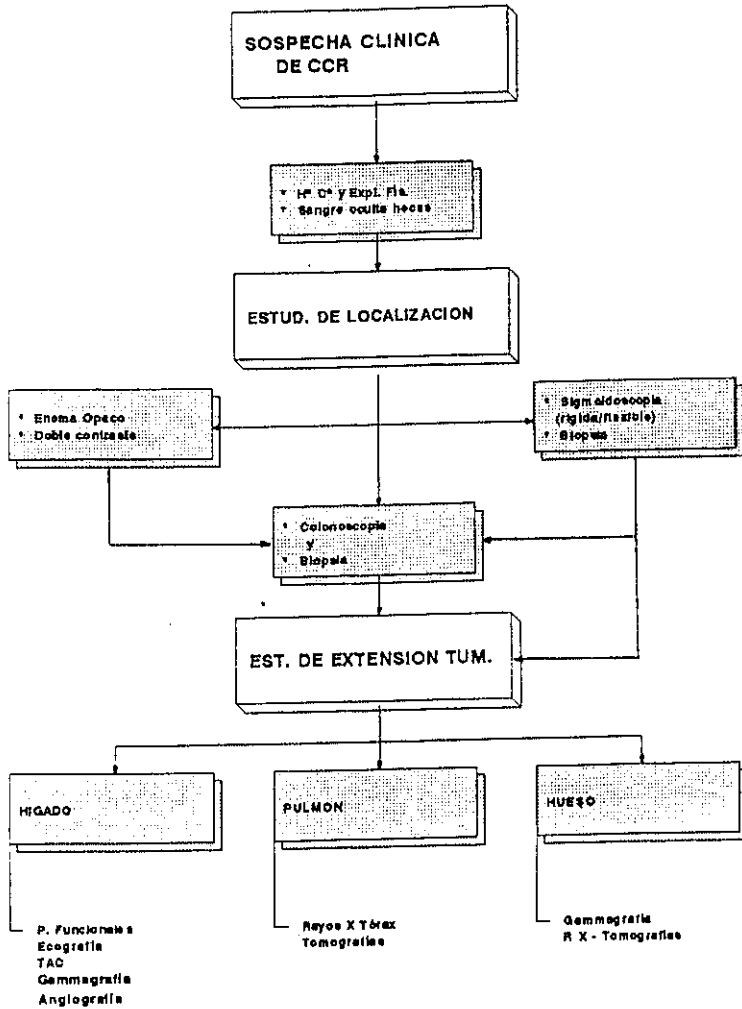 SOSPECHA CLINICA
DE CCR
* Hª. Cª y Expl. Fis.
* Sangre oculta heces
ESTUD. DE LOCALIZACION
* Enema Opaco
* Doble contraste
* Sigmoidoscopia
(rigida/flexible)
* Biopsia
* Colonoscopia
y
* Biopsia
EST. DE EXTENSION TUM.
HIGADO
PULMON
HUESO
P. Funcionales
Ecografia
TAC
Gammagrafia
Angiografia
Rayos X Tórax
Tomografias
Gammagrafia
R X - Tomografias